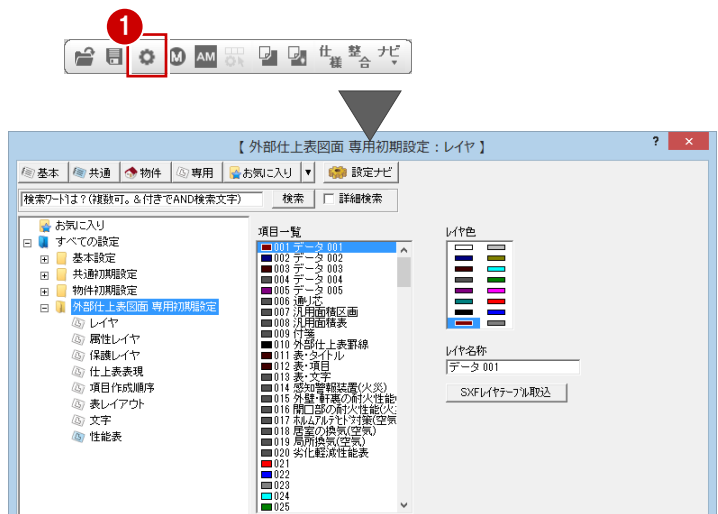 1
M AM 仕様 整合 ナビ
【 外部仕上表図面 専用初期設定：レイヤ 】 ? ×
基本 共通 物件 専用 お気に入り ▼ 設定ナビ
検索ワードは？(複数可。&付きでAND検索文字) 検索 詳細検索
お気に入り
すべての設定
基本設定
共通初期設定
物件初期設定
外部仕上表図面 専用初期設定
レイヤ
属性レイヤ
保護レイヤ
仕上表表現
項目作成順序
表レイアウト
文字
性能表
項目一覧
001 データ 001
002 データ 002
003 データ 003
004 データ 004
005 データ 005
006 通り芯
007 汎用面積区画
008 汎用面積表
009 付箋
010 外部仕上表罫線
011 表・タイトル
012 表・項目
013 表・文字
014 感知警報装置(火災)
015 外壁・軒裏の耐火性能
016 開口部の耐火性能(火
017 ホルムアルデヒド対策(空気
018 居室の換気(空気)
019 局所換気(空気)
020 劣化軽減性能表
021
022
023
024
025
レイヤ色
レイヤ名称
データ 001
SXFレイヤテーブル取込